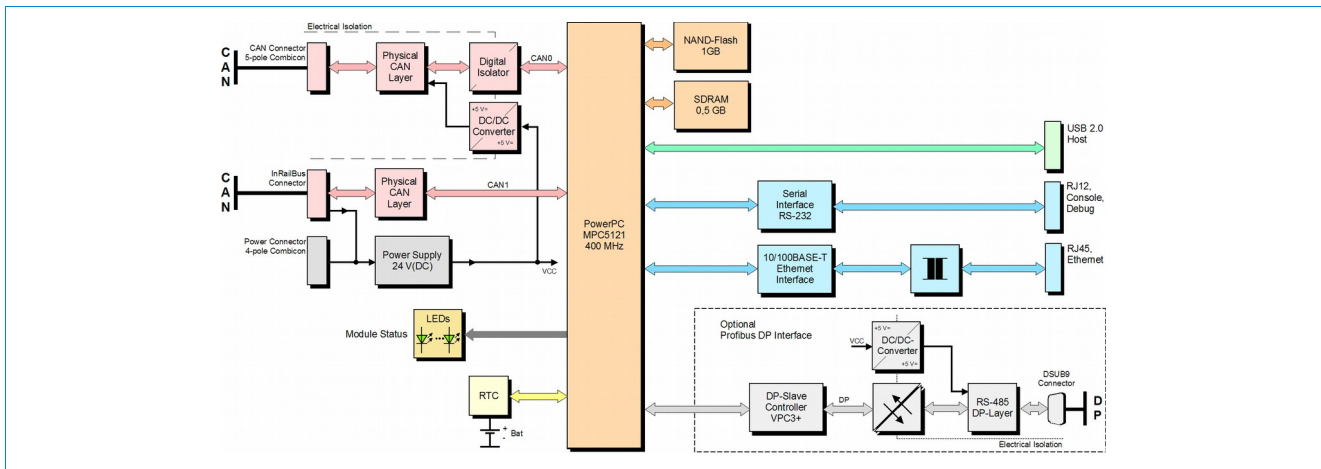 Electrical Isolation
C
A
N
CAN Connector
5-pole Combicon
Physical
CAN
Layer
Digital
Isolator
CAN0
+5 V=
DC/DC
Converter
+5 V=
C
A
N
InRailBus
Connector
Physical
CAN
Layer
CAN1
Power Connector
4-pole Combicon
Power Supply
24 V(DC)
VCC
Module Status
LEDs
RTC
+
-
Bat
PowerPC
MPC5121
400 MHz
NAND-Flash
1GB
SDRAM
0,5 GB
USB 2.0
Host
Serial
Interface
RS-232
RJ12,
Console,
Debug
10/100BASE-T
Ethernet
Interface
RJ45,
Ethernet
Optional
Profibus DP Interface
VCC
+5 V=
DC/DC-
Converter
+5 V=
DP-Slave
Controller
VPC3+
DP
RS-485
DP-Layer
DSUB9
Connector
D
P
Electrical Isolation